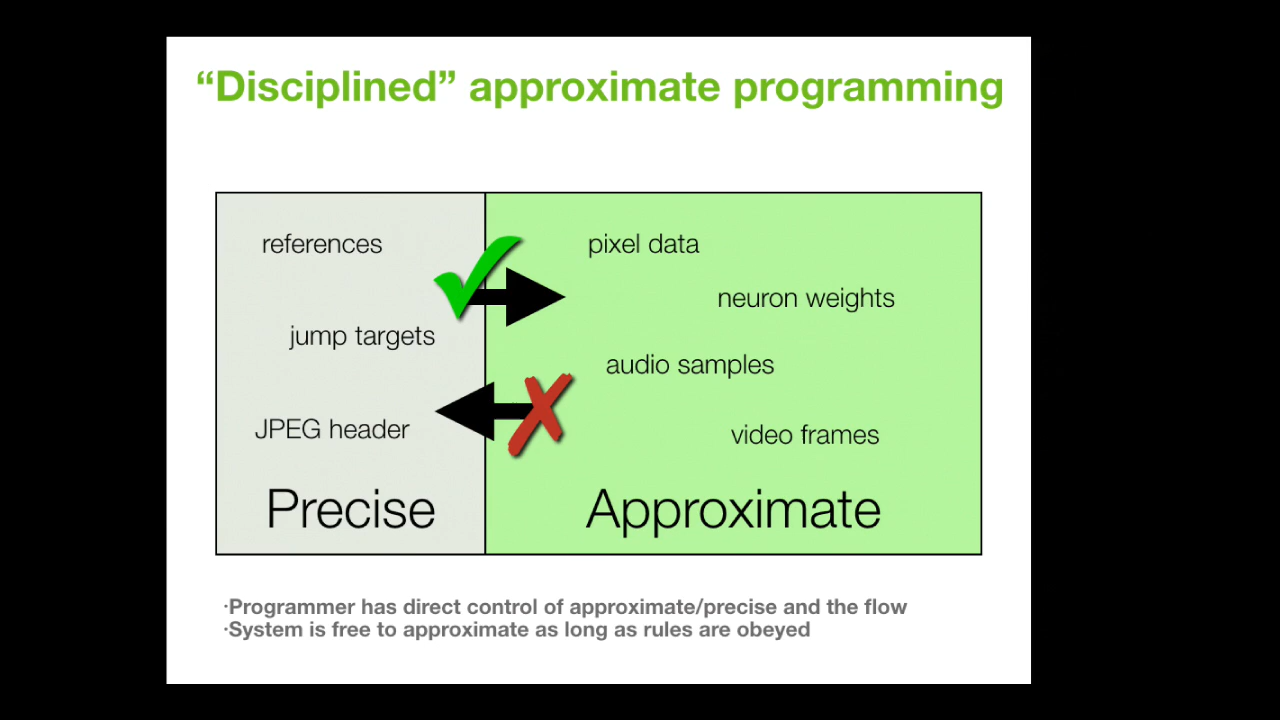 “Disciplined” approximate programming
references
pixel data
neuron weights
jump targets
audio samples
JPEG header
video frames
Precise
Approximate
·Programmer has direct control of approximate/precise and the flow
·System is free to approximate as long as rules are obeyed